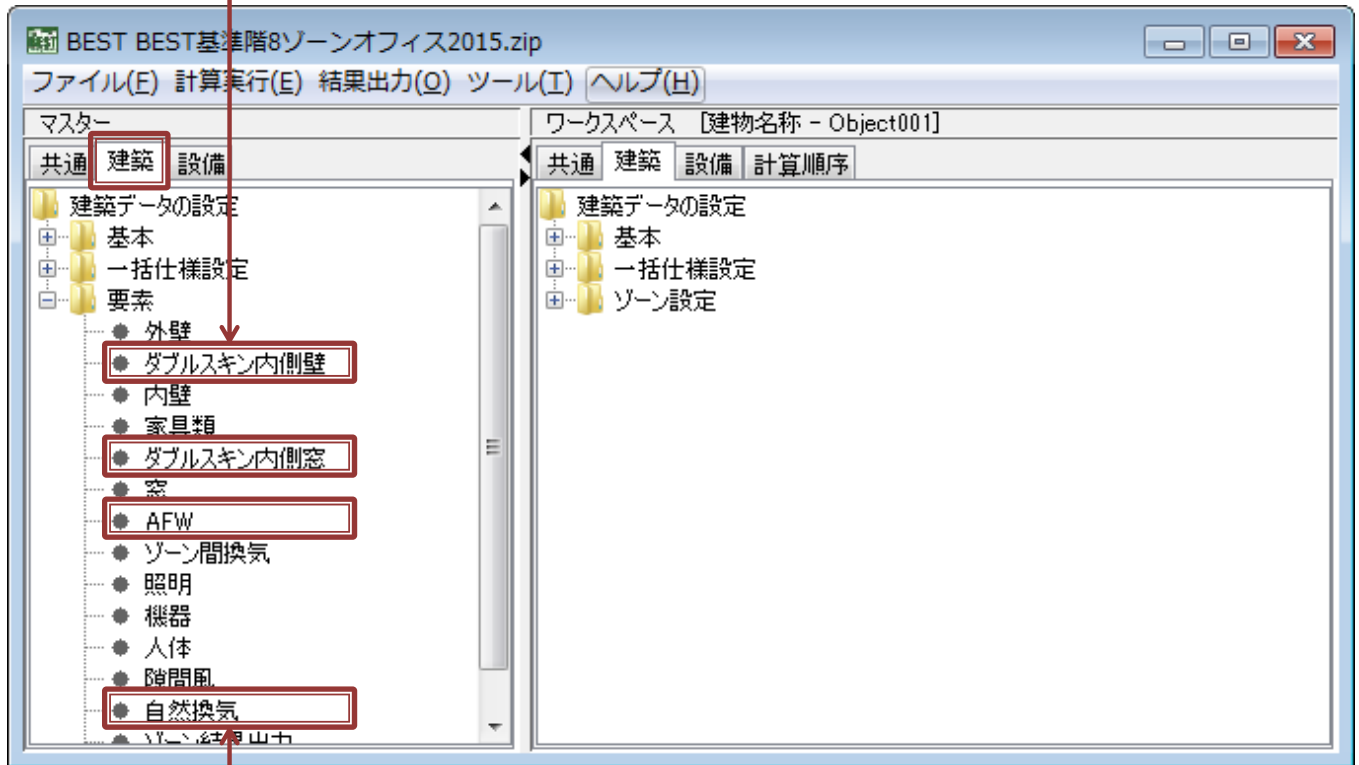 BEST BEST基準階8ゾーンオフィス2015.zip
ファイル(F) 計算実行(E) 結果出力(O) ツール(T) ヘルプ(H)
マスター
共通 建築 設備
建築データの設定
基本
一括仕様設定
要素
外壁
ダブルスキン内側壁
内壁
家具類
ダブルスキン内側窓
窓
AFW
ゾーン間換気
照明
機器
人体
隙間風
自然換気
ゾーン結果出力
ワークスペース [建物名称 - Object001]
共通 建築 設備 計算順序
建築データの設定
基本
一括仕様設定
ゾーン設定